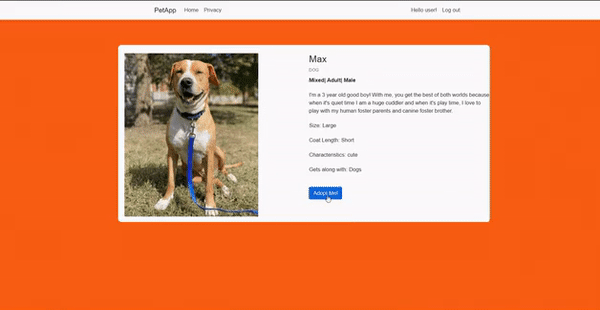 PetApp Home Privacy Hello user! Log out
Max
DOG
Mixed| Adult| Male
I'm a 3 year old good boy! With me, you get the best of both worlds because
when it's quiet time I am a huge cuddler and when it's play time, I love to
play with my human foster parents and canine foster brother.
Size: Large
Coat Length: Short
Characteristics: cute
Gets along with: Dogs
Adopt Me!